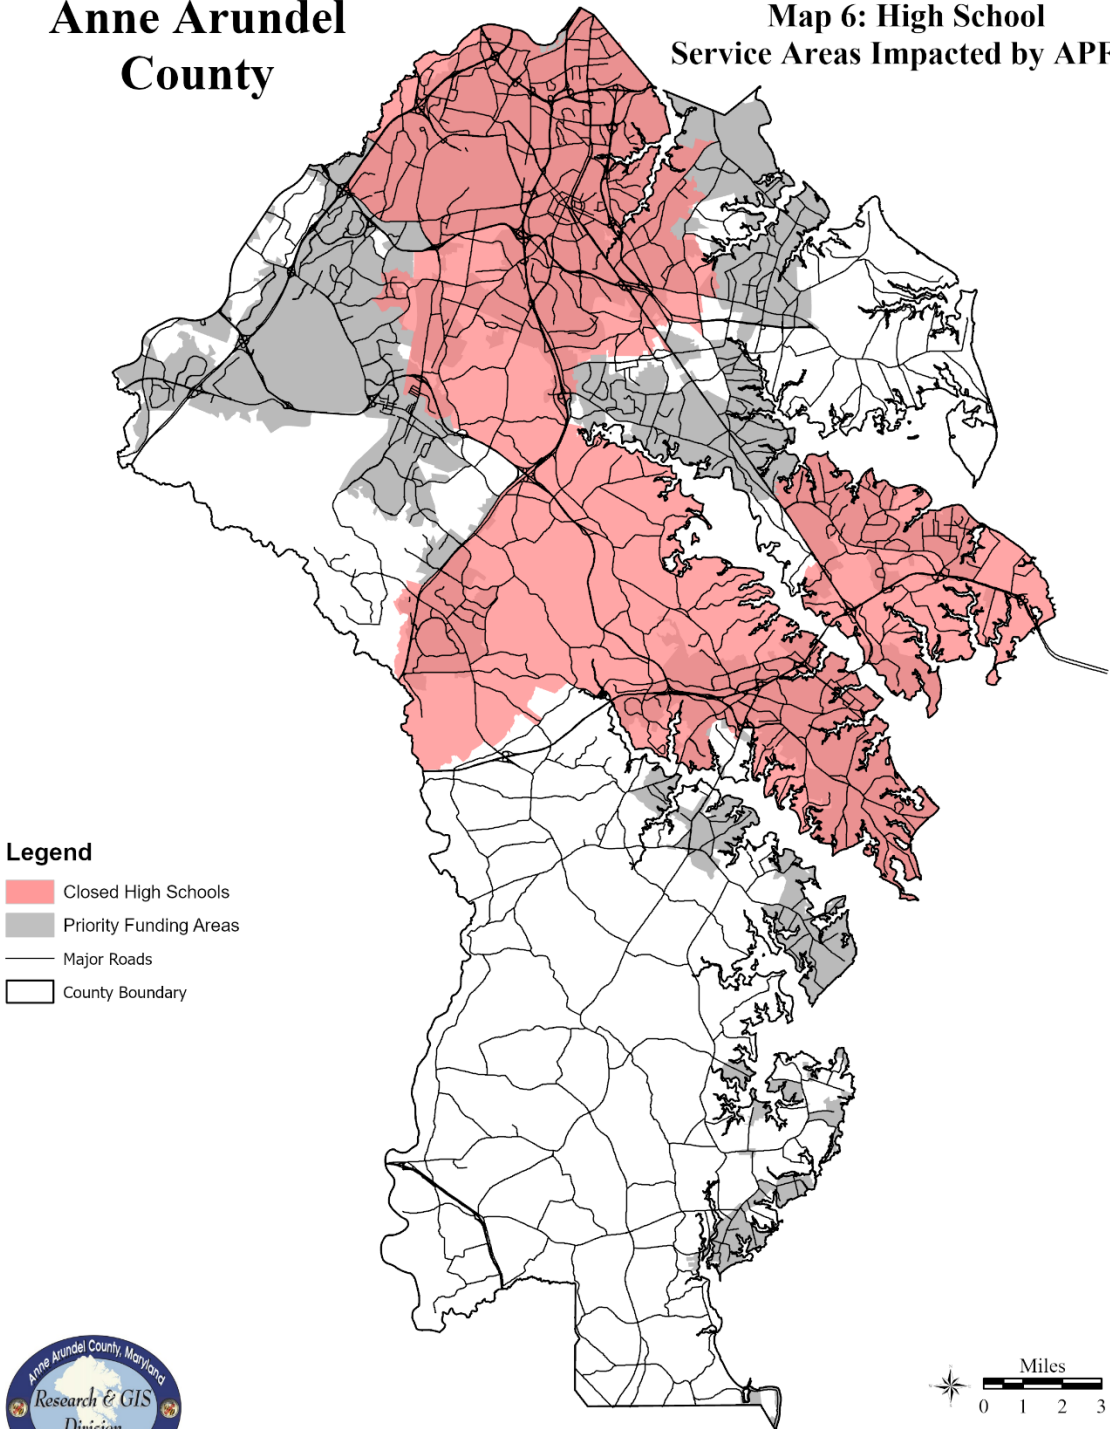 Anne Arundel
County
Map 6: High School
Service Areas Impacted by APF
Legend
Closed High Schools
Priority Funding Areas
Major Roads
County Boundary
Anne Arundel County, Maryland
Research & GIS
Division
Miles
0 1 2 3